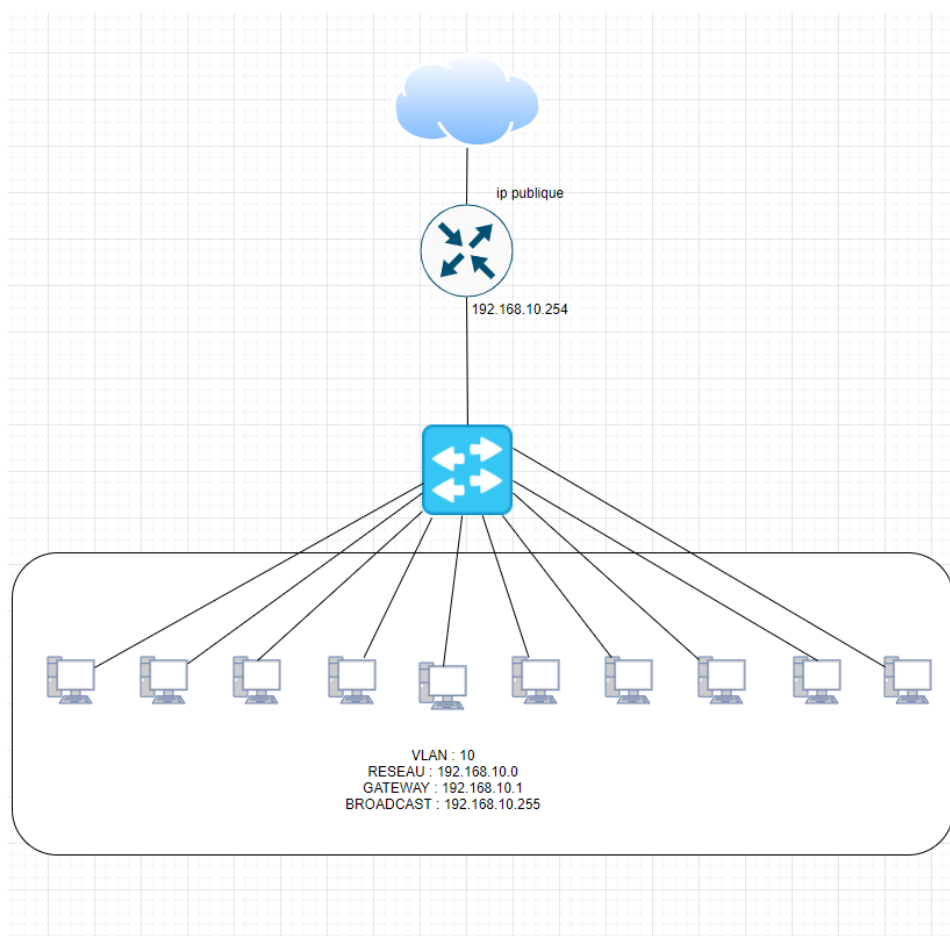 ip publique
192.168.10.254
VLAN : 10
RESEAU : 192.168.10.0
GATEWAY : 192.168.10.1
BROADCAST : 192.168.10.255